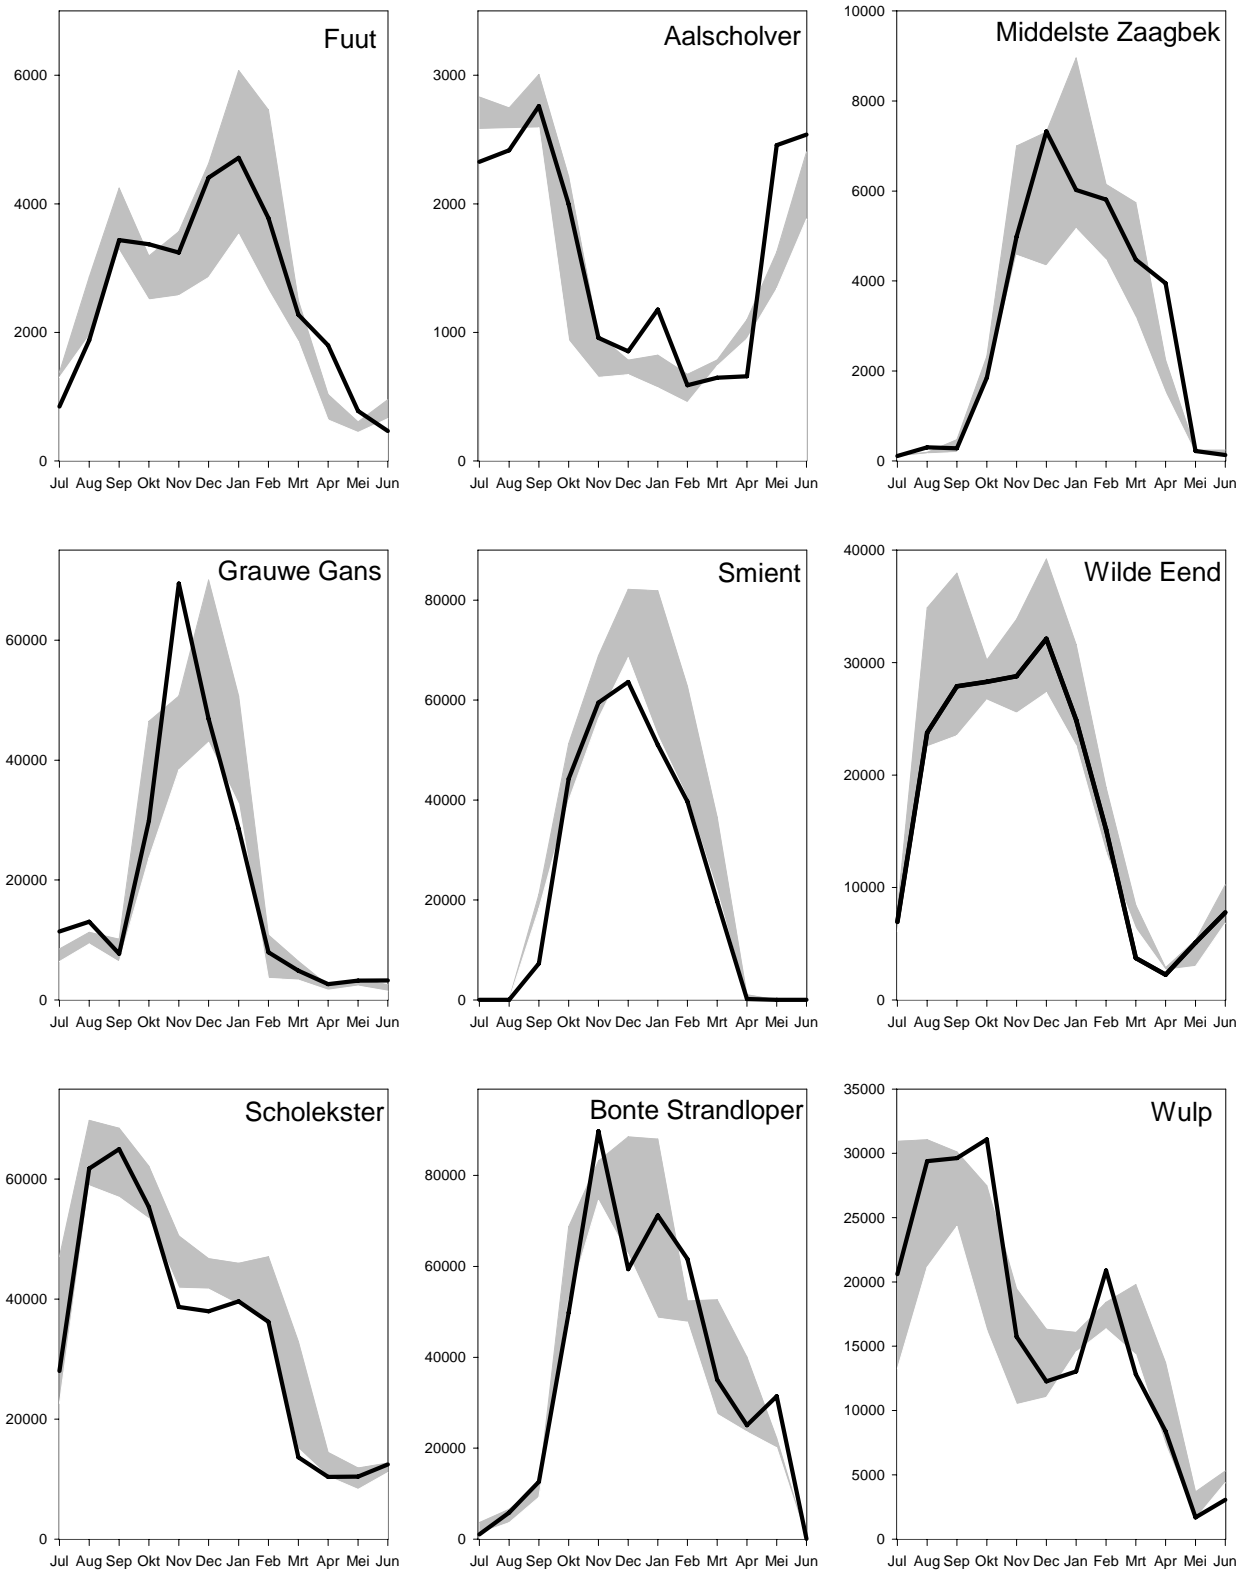 Fuut
6000
4000
2000
0
Jul Aug Sep Okt Nov Dec Jan Feb Mrt Apr Mei Jun
Aalscholver
3000
2000
1000
0
Jul Aug Sep Okt Nov Dec Jan Feb Mrt Apr Mei Jun
Middelste Zaagbek
10000
8000
6000
4000
2000
0
Jul Aug Sep Okt Nov Dec Jan Feb Mrt Apr Mei Jun
Grauwe Gans
60000
40000
20000
0
Jul Aug Sep Okt Nov Dec Jan Feb Mrt Apr Mei Jun
Smient
80000
60000
40000
20000
0
Jul Aug Sep Okt Nov Dec Jan Feb Mrt Apr Mei Jun
Wilde Eend
40000
30000
20000
10000
0
Jul Aug Sep Okt Nov Dec Jan Feb Mrt Apr Mei Jun
Scholekster
60000
40000
20000
0
Jul Aug Sep Okt Nov Dec Jan Feb Mrt Apr Mei Jun
Bonte Strandloper
80000
60000
40000
20000
0
Jul Aug Sep Okt Nov Dec Jan Feb Mrt Apr Mei Jun
Wulp
35000
30000
25000
20000
15000
10000
5000
0
Jul Aug Sep Okt Nov Dec Jan Feb Mrt Apr Mei Jun